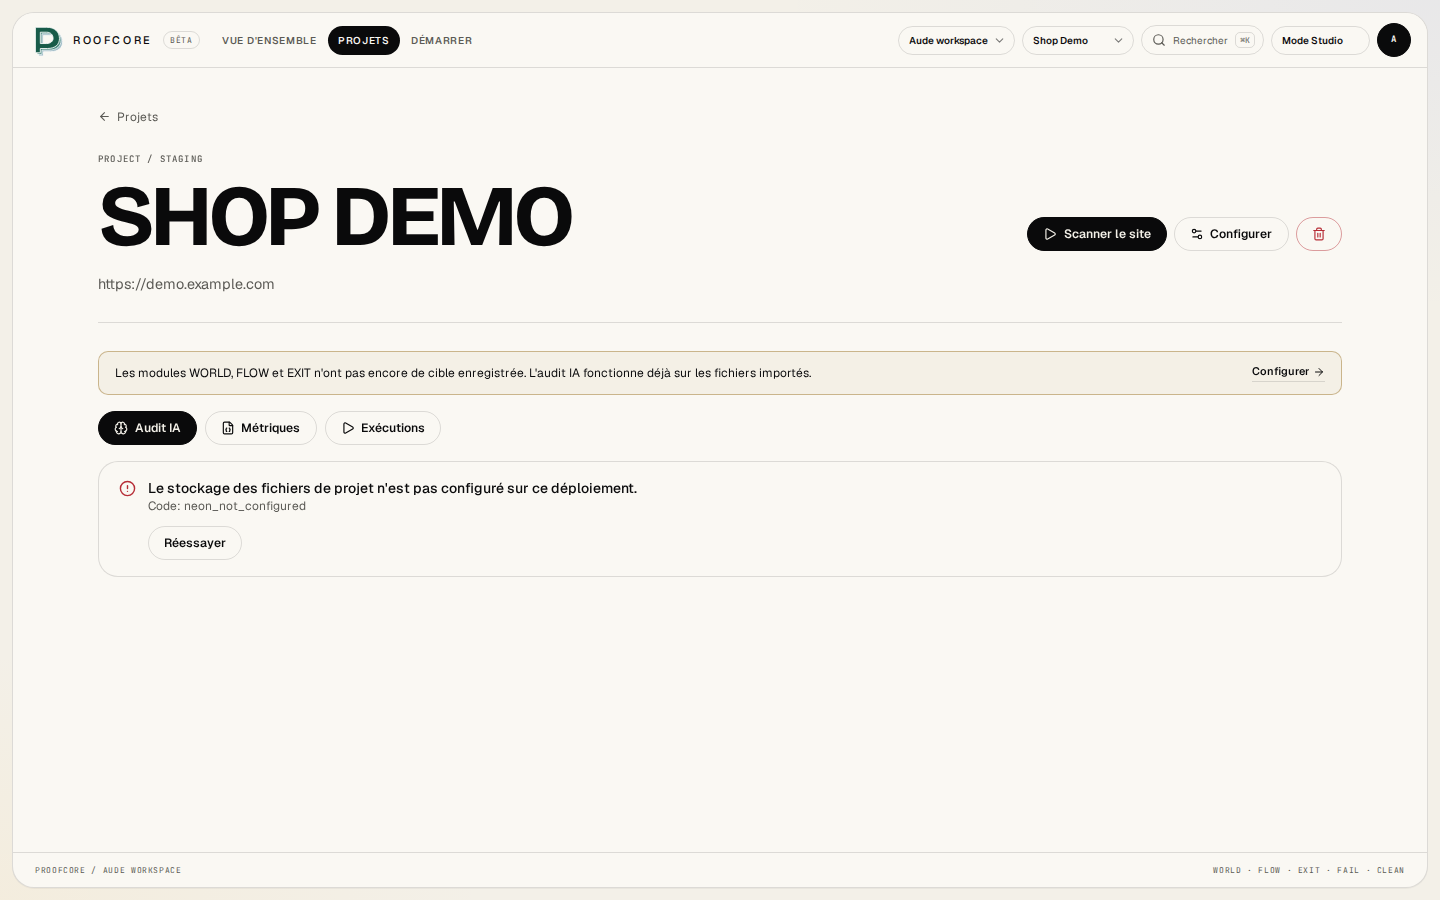 ROOFCORE BÊTA VUE D'ENSEMBLE PROJETS DÉMARRER Aude workspace Shop Demo Rechercher ⌘K Mode Studio A
← Projets
PROJECT / STAGING
SHOP DEMO
Scanner le site Configurer
https://demo.example.com
Les modules WORLD, FLOW et EXIT n'ont pas encore de cible enregistrée. L'audit IA fonctionne déjà sur les fichiers importés. Configurer →
Audit IA Métriques Exécutions
Le stockage des fichiers de projet n'est pas configuré sur ce déploiement.
Code: neon_not_configured
Réessayer
PROOFCORE / AUDE WORKSPACE WORLD · FLOW · EXIT · FAIL · CLEAN